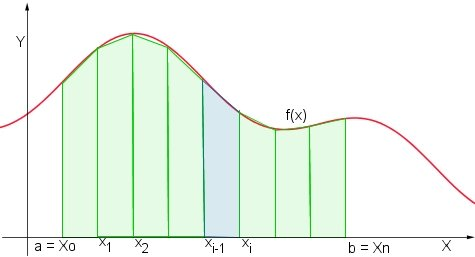 Y
f(x)
a = Xo X1 X2 Xi-1 Xi b = Xn X